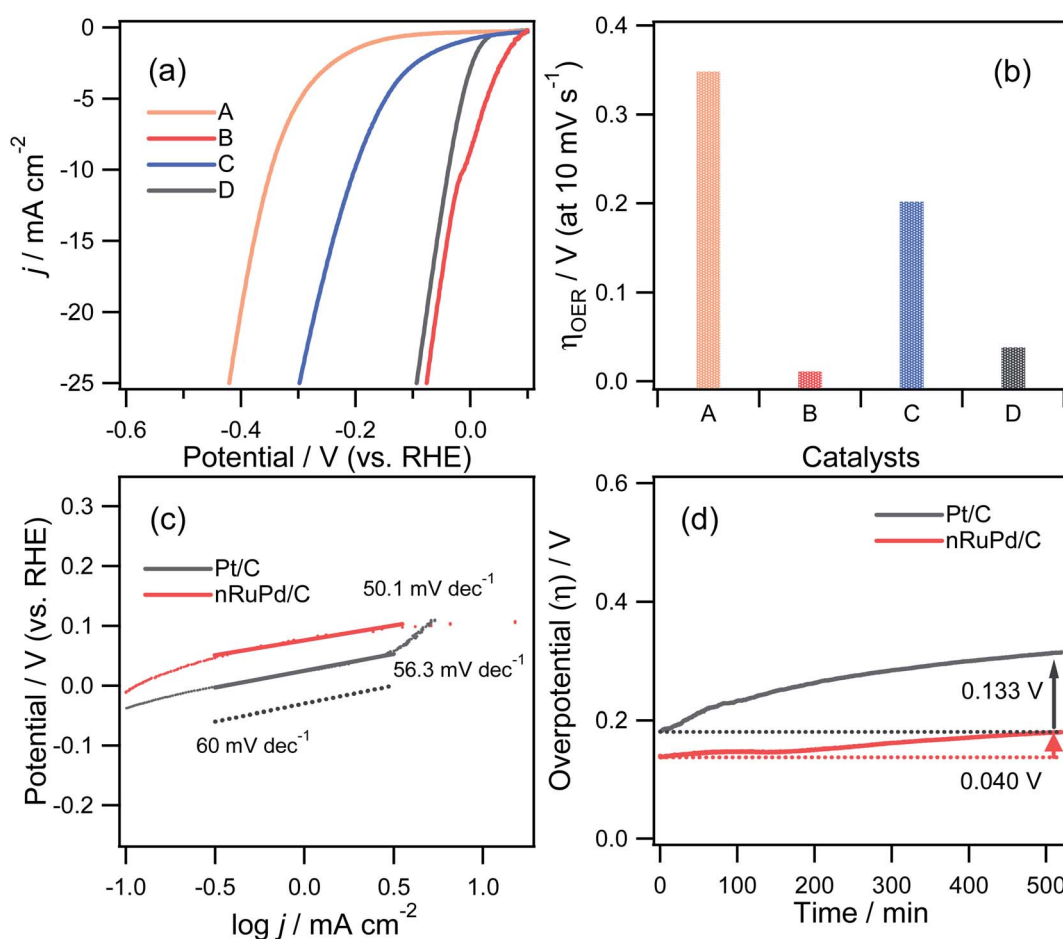 (a)
A
B
C
D
0
-5
-10
-15
-20
-25
j / mA cm⁻²
-0.6
-0.4
-0.2
0.0
Potential / V (vs. RHE)
(b)
0.4
0.3
0.2
0.1
0.0
ηOER / V (at 10 mV s⁻¹)
A
B
C
D
Catalysts
(c)
Pt/C
nRuPd/C
50.1 mV dec⁻¹
56.3 mV dec⁻¹
60 mV dec⁻¹
0.3
0.2
0.1
0.0
-0.1
-0.2
Potential / V (vs. RHE)
-1.0
-0.5
0.0
0.5
1.0
log j / mA cm⁻²
(d)
Pt/C
nRuPd/C
0.133 V
0.040 V
0.6
0.4
0.2
0.0
Overpotential (η) / V
0
100
200
300
400
500
Time / min